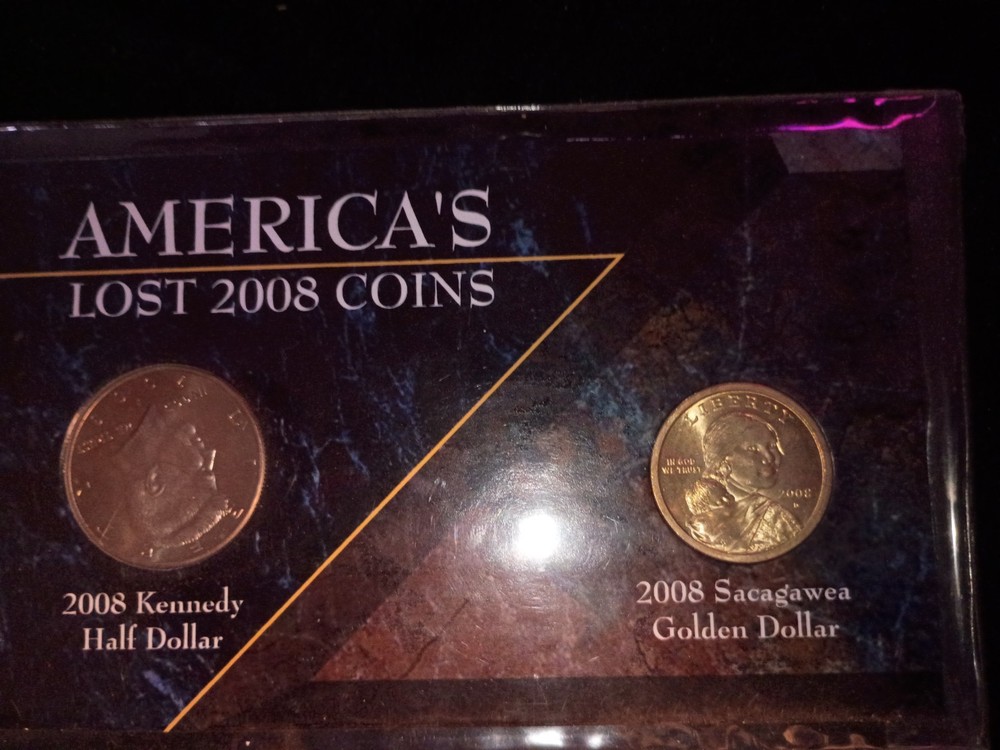 AMERICA'S
LOST 2008 COINS
2008 Kennedy
Half Dollar
LIBERTY
IN GOD
WE TRUST
2008
2008 Sacagawea
Golden Dollar